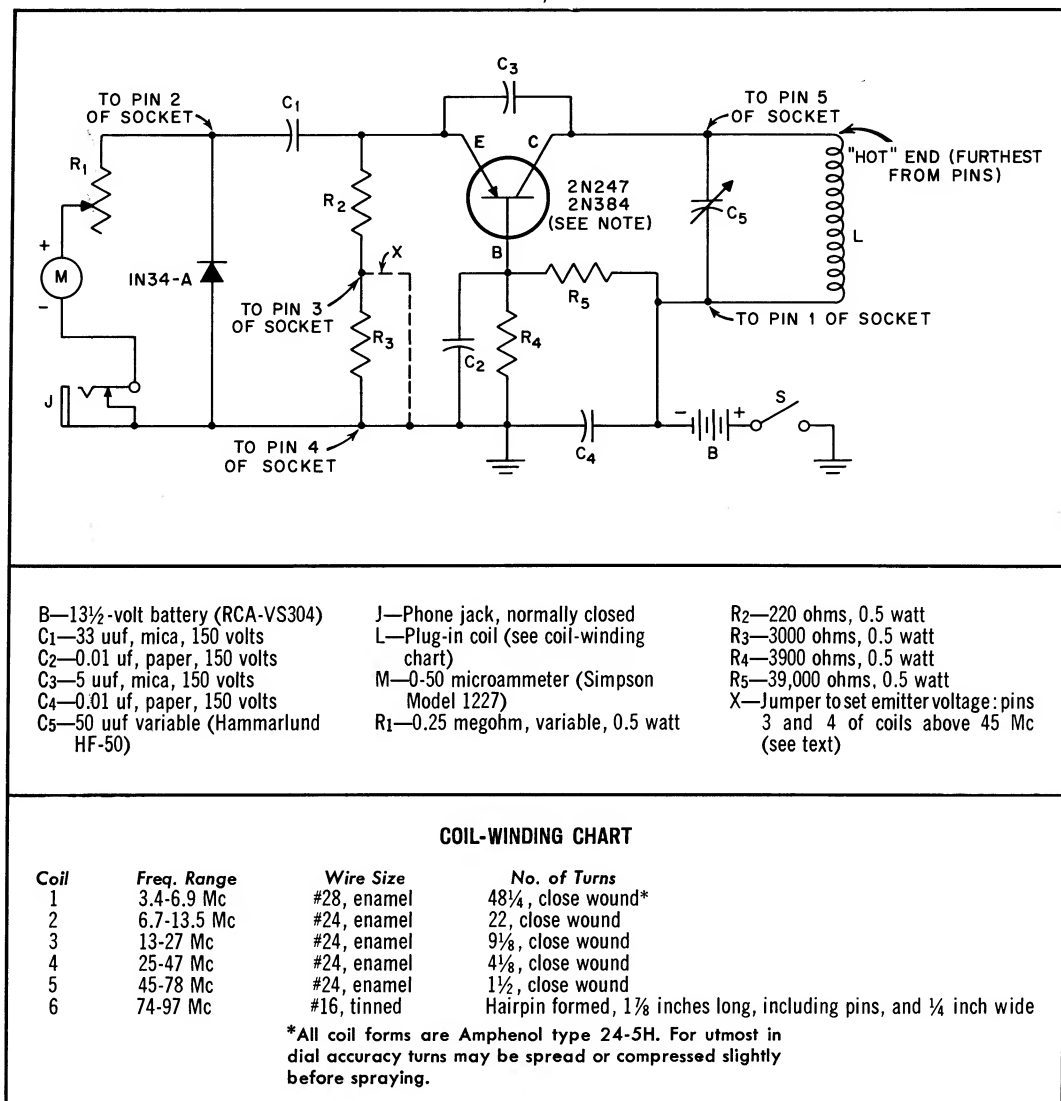 C3
TO PIN 2
OF SOCKET
C1
TO PIN 5
OF SOCKET
R1
E
C
"HOT" END (FURTHEST
FROM PINS)
R2
2N247
2N384
(SEE NOTE)
C5
L
+
M
-
IN34-A
X
B
R5
TO PIN 3
OF SOCKET
TO PIN 1 OF SOCKET
R3
C2
R4
J
- +
S
TO PIN 4
OF SOCKET
C4
B
B—13½-volt battery (RCA-VS304)
C1—33 uuf, mica, 150 volts
C2—0.01 uf, paper, 150 volts
C3—5 uuf, mica, 150 volts
C4—0.01 uf, paper, 150 volts
C5—50 uuf variable (Hammarlund
HF-50)
J—Phone jack, normally closed
L—Plug-in coil (see coil-winding
chart)
M—0-50 microammeter (Simpson
Model 1227)
R1—0.25 megohm, variable, 0.5 watt
R2—220 ohms, 0.5 watt
R3—3000 ohms, 0.5 watt
R4—3900 ohms, 0.5 watt
R5—39,000 ohms, 0.5 watt
X—Jumper to set emitter voltage: pins
3 and 4 of coils above 45 Mc
(see text)
COIL-WINDING CHART
Coil Freq. Range Wire Size No. of Turns
1 3.4-6.9 Mc #28, enamel 48¼, close wound*
2 6.7-13.5 Mc #24, enamel 22, close wound
3 13-27 Mc #24, enamel 9⅛, close wound
4 25-47 Mc #24, enamel 4⅛, close wound
5 45-78 Mc #24, enamel 1½, close wound
6 74-97 Mc #16, tinned Hairpin formed, 1⅞ inches long, including pins, and ¼ inch wide
*All coil forms are Amphenol type 24-5H. For utmost in
dial accuracy turns may be spread or compressed slightly
before spraying.